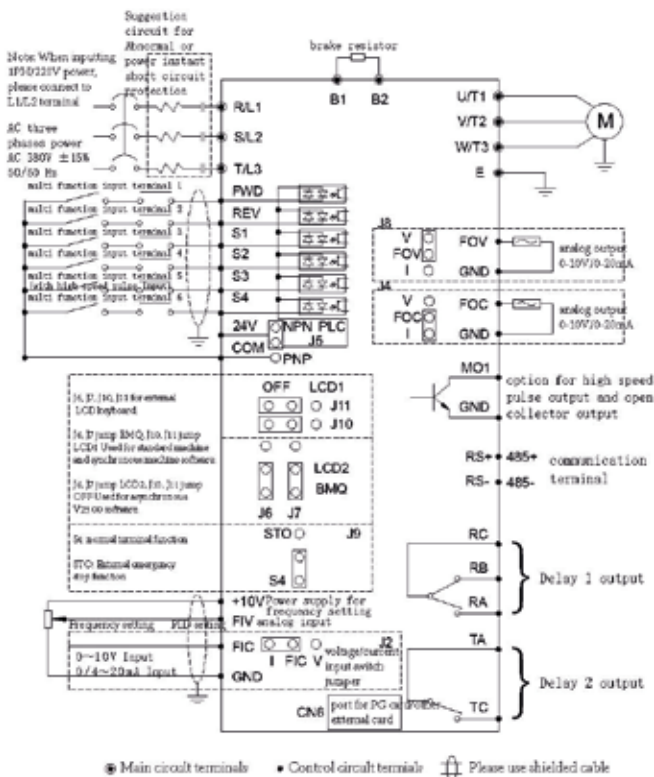 Suggestion
circuit for
Abnormal or
power instant
short circuit
protection
Note: When inputting
1P90/220V power,
please connect to
L1/L2 terminal
AC three
phases power
AC 380V ±15%
50/60 Hz
brake resistor
B1 B2
R/L1
S/L2
T/L3
U/T1
V/T2
W/T3
E
M
multi function input terminal 1
multi function input terminal 2
multi function input terminal 3
multi function input terminal 4
multi function input terminal 5
(with high speed pulse input)
multi function input terminal 6
FWD
REV
S1
S2
S3
S4
24V
COM
NPN PLC
J5
PNP
J8
V
FOV
I
FOV
GND
analog output
0-10V/0-20mA
J4
V
FOC
I
FOC
GND
analog output
0-10V/0-20mA
MO1
GND
option for high speed
pulse output and open
collector output
RS+ 485+
RS- 485-
communication
terminal
J6, J7, J10, J11 for external
LCD keyboard
J6, J7 jump BMQ, J10, J11 jump
LCD1 Used for standard machine
and synchronous machine software
J6, J7 jump LCD2, J10, J11 jump
OFF Used for asynchronous
software
OFF LCD1
J11
J10
LCD2
BMQ
J6 J7
S4: normal terminal function
STO: External emergency
stop function
STO J9
S4
RC
RB
RA
Delay 1 output
TA
TC
Delay 2 output
+10V Power supply for
frequency setting
FIV analog input
Frequency setting PID setting
FIC
I FIC V
J2
voltage/current
input switch
jumper
0~10V Input
0/4~20mA Input
GND
CN6
port for PG
external card
Main circuit terminals
Control circuit termials
Please use shielded cable